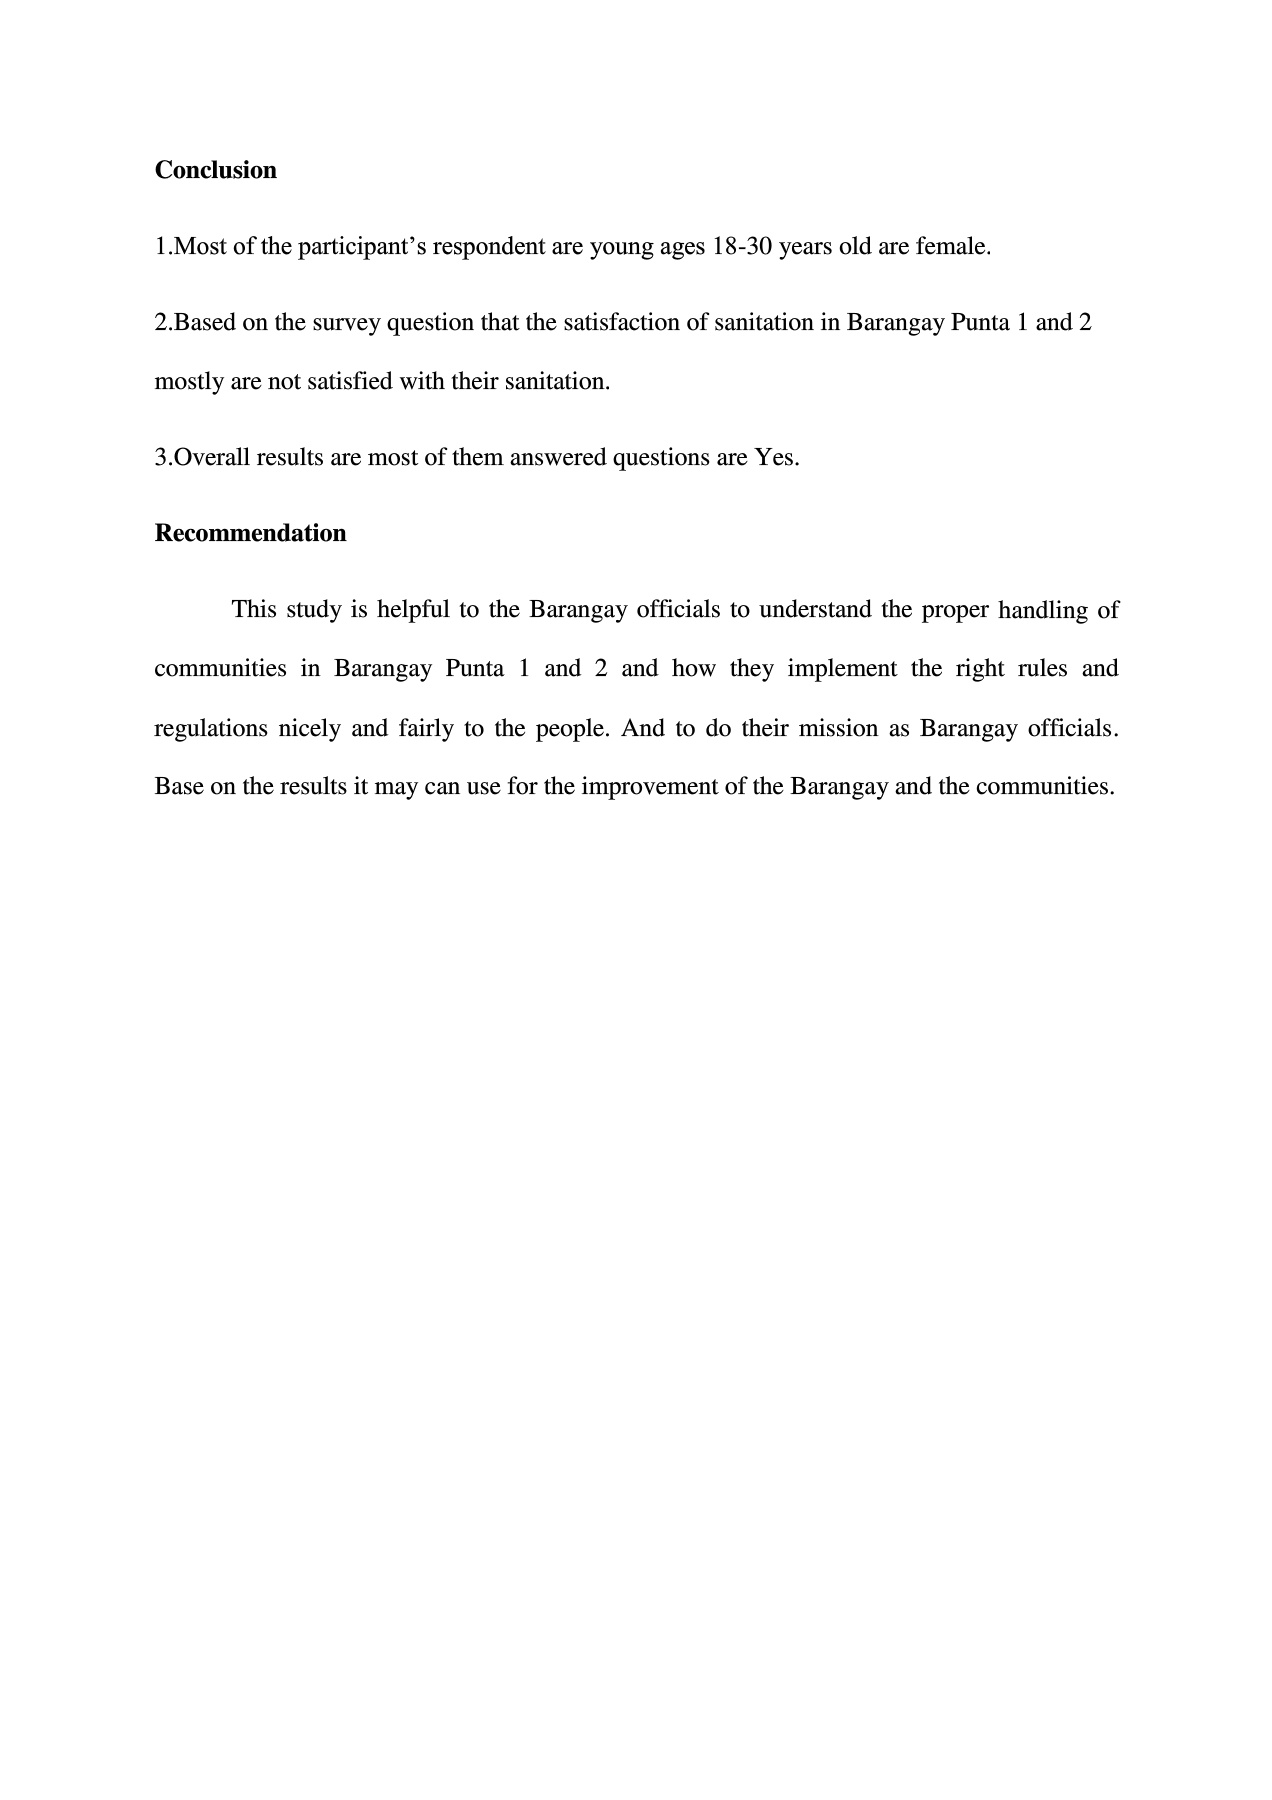 Conclusion
1.Most of the participant’s respondent are young ages 18-30 years old are female.
2.Based on the survey question that the satisfaction of sanitation in Barangay Punta 1 and 2
mostly are not satisfied with their sanitation.
3.Overall results are most of them answered questions are Yes.
Recommendation
This study is helpful to the Barangay officials to understand the proper handling of
communities in Barangay Punta 1 and 2 and how they implement the right rules and
regulations nicely and fairly to the people. And to do their mission as Barangay officials.
Base on the results it may can use for the improvement of the Barangay and the communities.